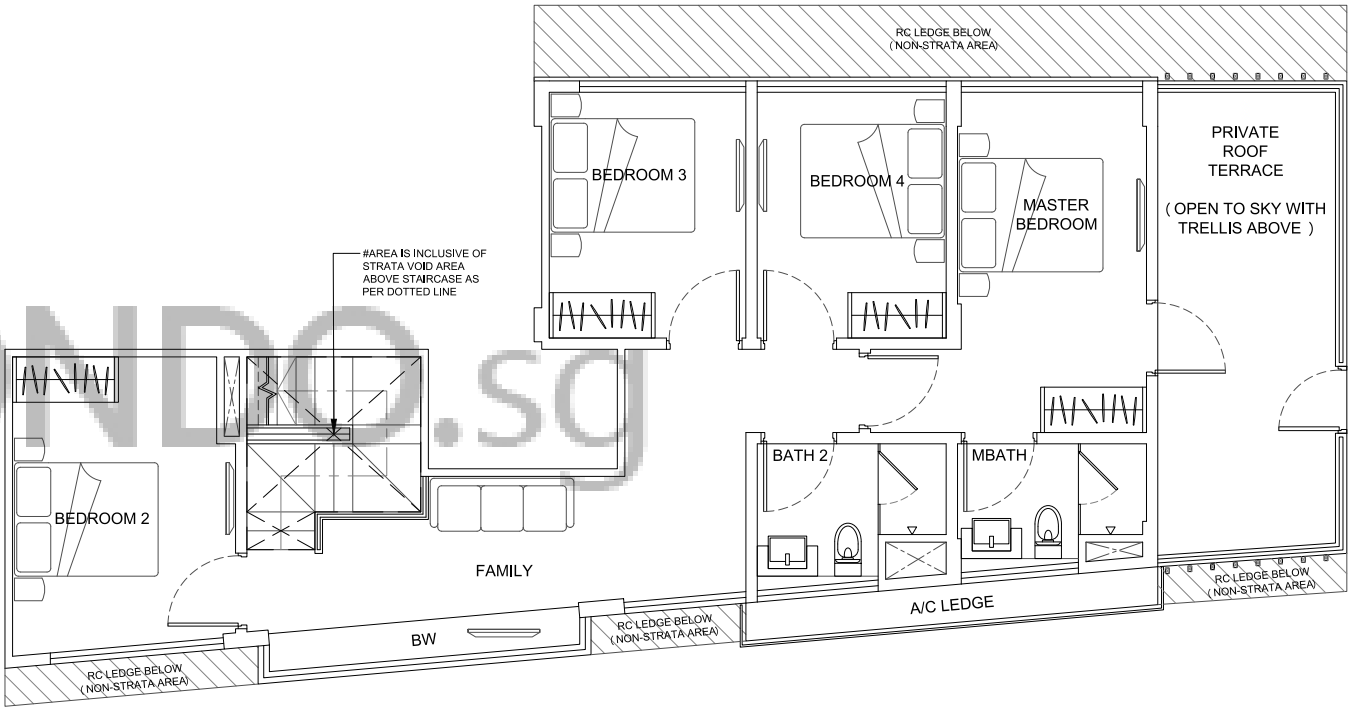 RC LEDGE BELOW
( NON-STRATA AREA)
PRIVATE
ROOF
TERRACE
( OPEN TO SKY WITH
TRELLIS ABOVE )
BEDROOM 3
BEDROOM 4
MASTER
BEDROOM
#AREA IS INCLUSIVE OF
STRATA VOID AREA
ABOVE STAIRCASE AS
PER DOTTED LINE
NDO.sg
BATH 2
MBATH
BEDROOM 2
FAMILY
RC LEDGE BELOW
( NON-STRATA AREA)
A/C LEDGE
BW
RC LEDGE BELOW
( NON-STRATA AREA)
RC LEDGE BELOW
( NON-STRATA AREA)